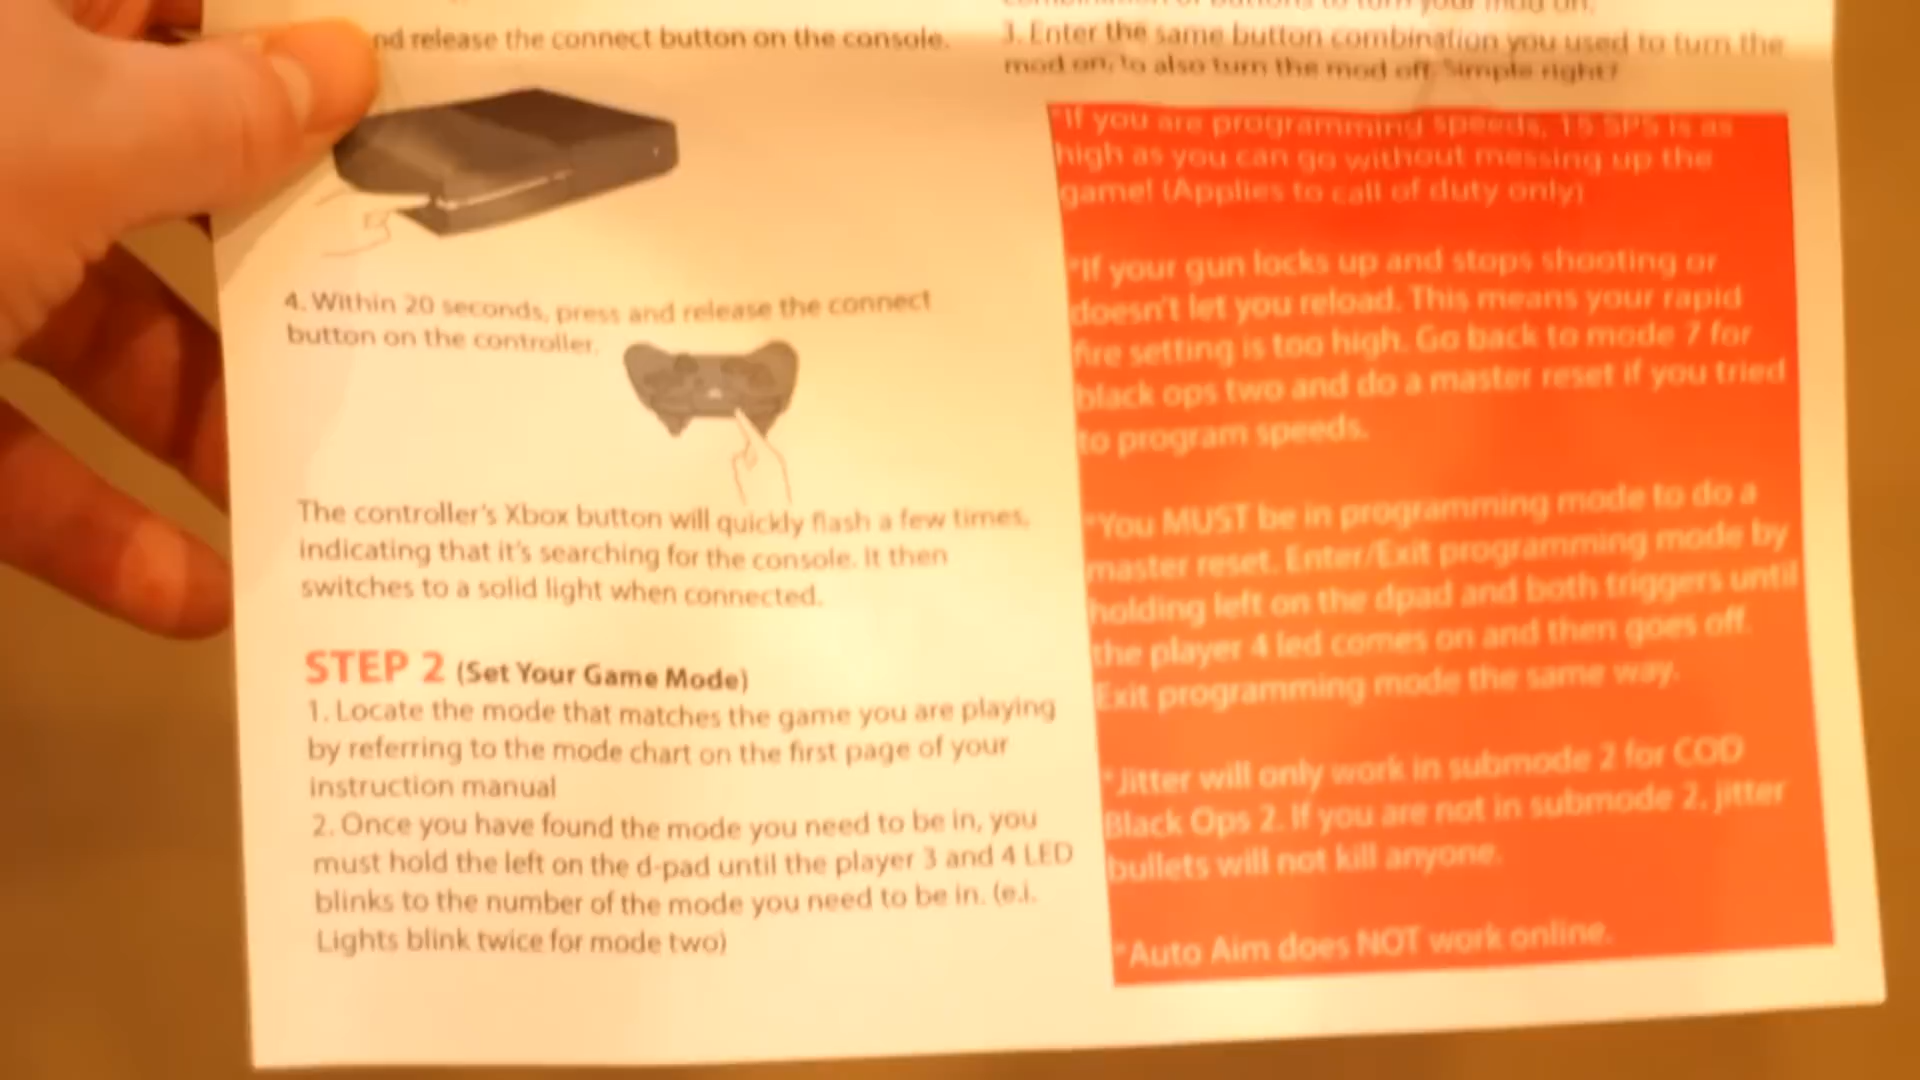 nd release the connect button on the console.
4. Within 20 seconds, press and release the connect
button on the controller.
The controller's Xbox button will quickly flash a few times,
indicating that it's searching for the console. It then
switches to a solid light when connected.
STEP 2 (Set Your Game Mode)
1. Locate the mode that matches the game you are playing
by referring to the mode chart on the first page of your
instruction manual
2. Once you have found the mode you need to be in, you
must hold the left on the d-pad until the player 3 and 4 LED
blinks to the number of the mode you need to be in. (e.i.
Lights blink twice for mode two)
combination of buttons to turn your mod on.
3. Enter the same button combination you used to turn the
mod on, to also turn the mod off. Simple right?
*If you are programming speeds, 15 SPS is as
high as you can go without messing up the
game! (Applies to call of duty only)
*If your gun locks up and stops shooting or
doesn't let you reload. This means your rapid
fire setting is too high. Go back to mode 7 for
black ops two and do a master reset if you tried
to program speeds.
*You MUST be in programming mode to do a
master reset. Enter/Exit programming mode by
holding left on the dpad and both triggers until
the player 4 led comes on and then goes off.
Exit programming mode the same way.
*Jitter will only work in submode 2 for COD
Black Ops 2. If you are not in submode 2, jitter
bullets will not kill anyone.
*Auto Aim does NOT work online.